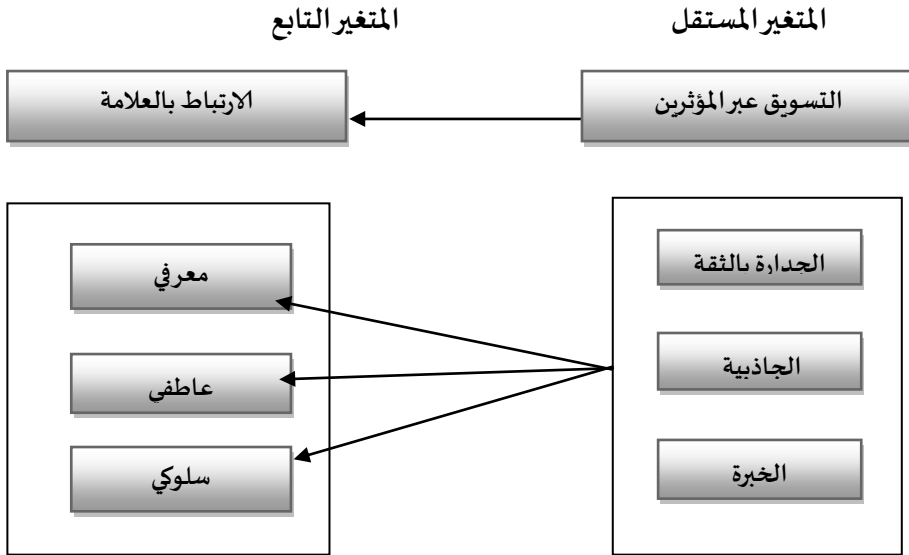 المتغير المستقل
المتغير التابع
التسويق عبر المؤثرين
الارتباط بالعلامة
الجدارة بالثقة
الجاذبية
الخبرة
معرفي
عاطفي
سلوكي